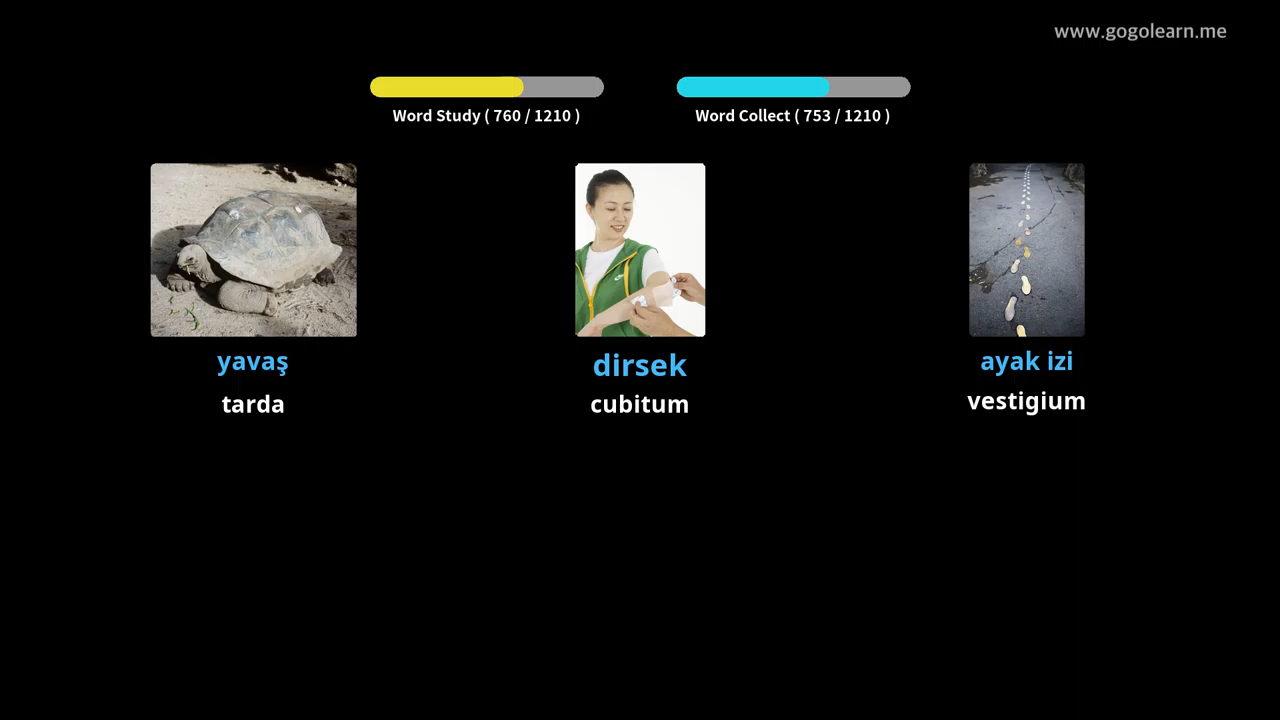 www.gogolearn.me
Word Study ( 760 / 1210 )
Word Collect ( 753 / 1210 )
yavaş
tarda
dirsek
cubitum
ayak izi
vestigium